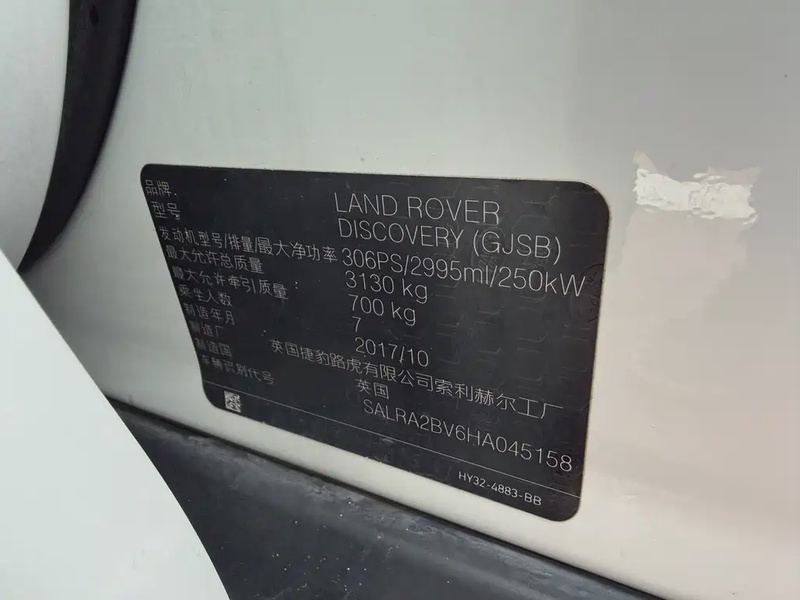 品牌: LAND ROVER
型号 DISCOVERY (GJSB)
发动机型号/排量/最大净功率 306PS/2995ml/250kW
最大允许总质量 3130 kg
最大允许牵引质量: 700 kg
乘坐人数 7
制造年月 2017/10
制造厂 英国捷豹路虎有限公司索利赫尔工厂
制造国 英国
车辆识别代号 SALRA2BV6HA045158
HY32-4883-BB